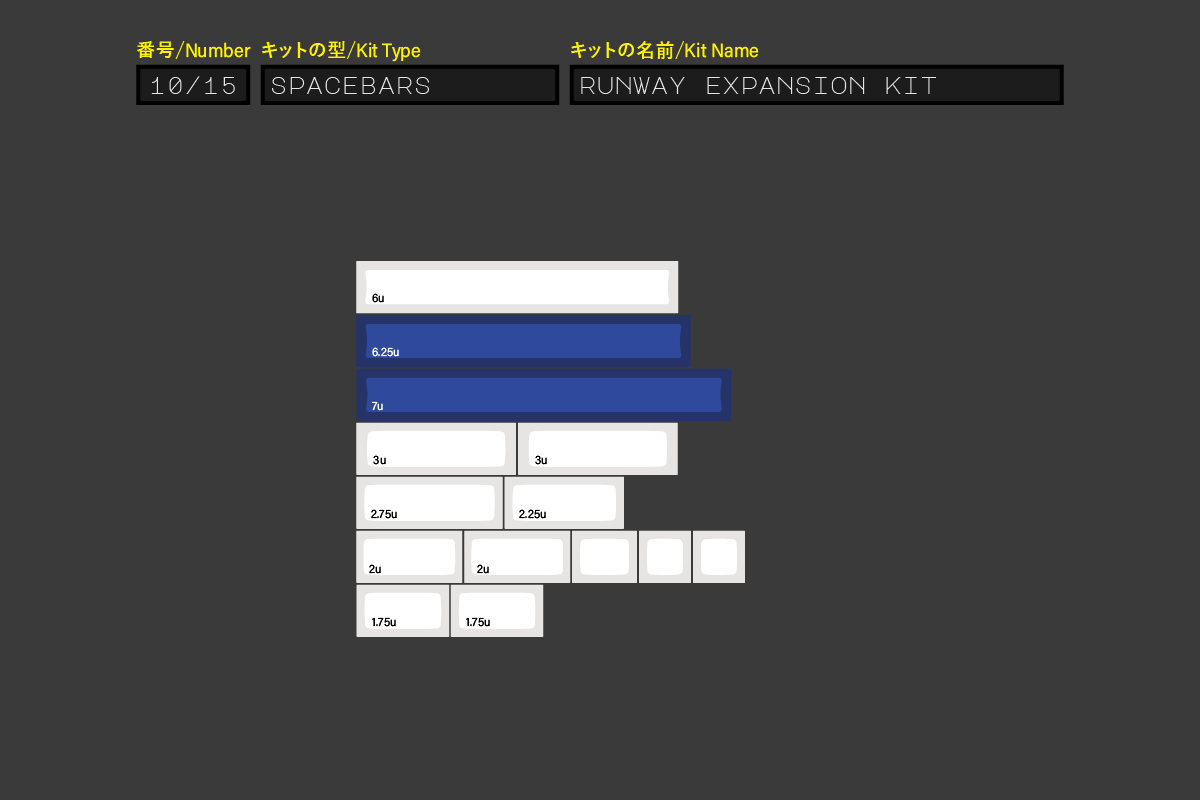 番号/Number キットの型/Kit Type キットの名前/Kit Name
10/15 SPACEBARS RUNWAY EXPANSION KIT
6u
6.25u
7u
3u 3u
2.75u 2.25u
2u 2u
1.75u 1.75u